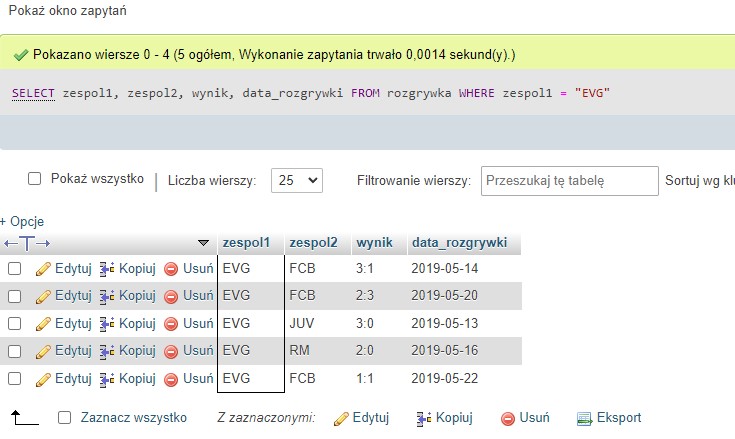 Pokaż okno zapytań
Pokazano wiersze 0 - 4 (5 ogółem, Wykonanie zapytania trwało 0,0014 sekund(y).)
SELECT zespol1, zespol2, wynik, data_rozgrywki FROM rozgrywka WHERE zespol1 = "EVG"
Pokaż wszystko | Liczba wierszy: 25 Filtrowanie wierszy: Przeszukaj tę tabelę Sortuj wg klu
+ Opcje
←T→ zespol1 zespol2 wynik data_rozgrywki
Edytuj Kopiuj Usuń EVG FCB 3:1 2019-05-14
Edytuj Kopiuj Usuń EVG FCB 2:3 2019-05-20
Edytuj Kopiuj Usuń EVG JUV 3:0 2019-05-13
Edytuj Kopiuj Usuń EVG RM 2:0 2019-05-16
Edytuj Kopiuj Usuń EVG FCB 1:1 2019-05-22
Zaznacz wszystko Z zaznaczonymi: Edytuj Kopiuj Usuń Eksport